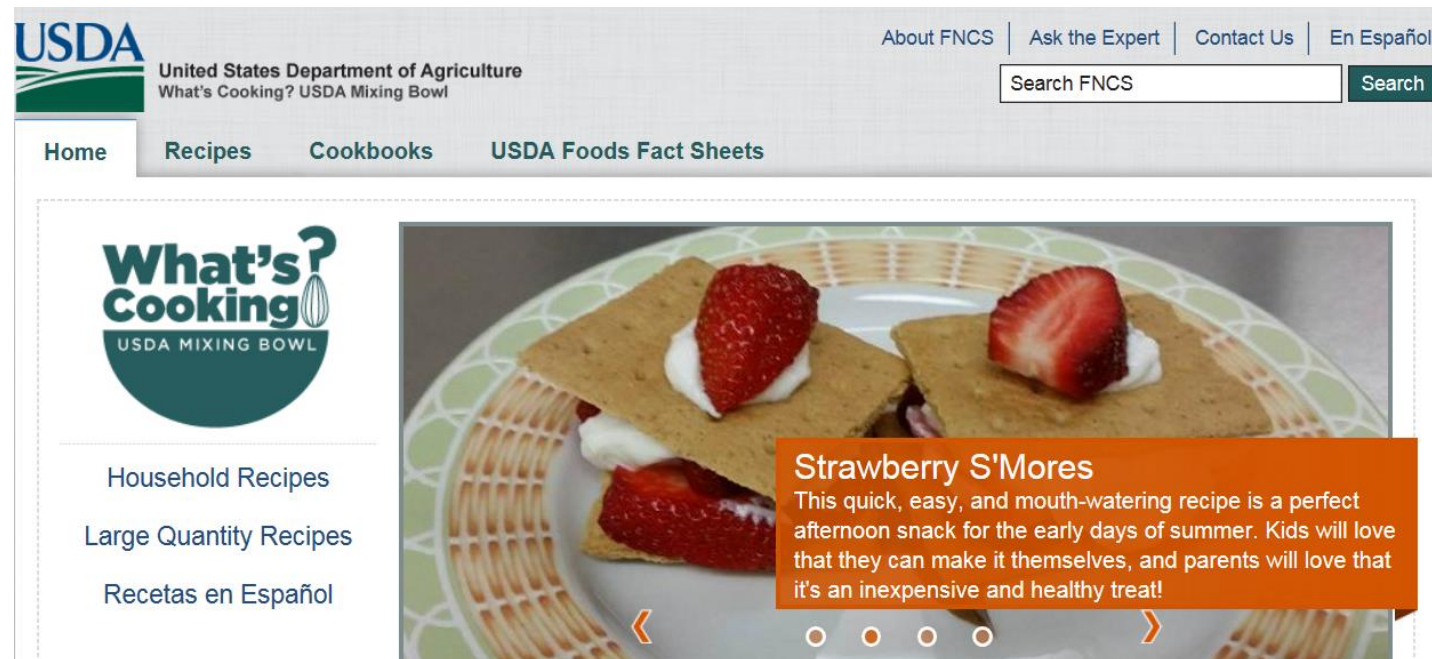 USDA
United States Department of Agriculture
What's Cooking? USDA Mixing Bowl
About FNCS | Ask the Expert | Contact Us | En Español
Search FNCS
Search
Home
Recipes
Cookbooks
USDA Foods Fact Sheets
What's?
Cooking
USDA MIXING BOWL
Household Recipes
Large Quantity Recipes
Recetas en Español
Strawberry S'Mores
This quick, easy, and mouth-watering recipe is a perfect
afternoon snack for the early days of summer. Kids will love
that they can make it themselves, and parents will love that
it's an inexpensive and healthy treat!